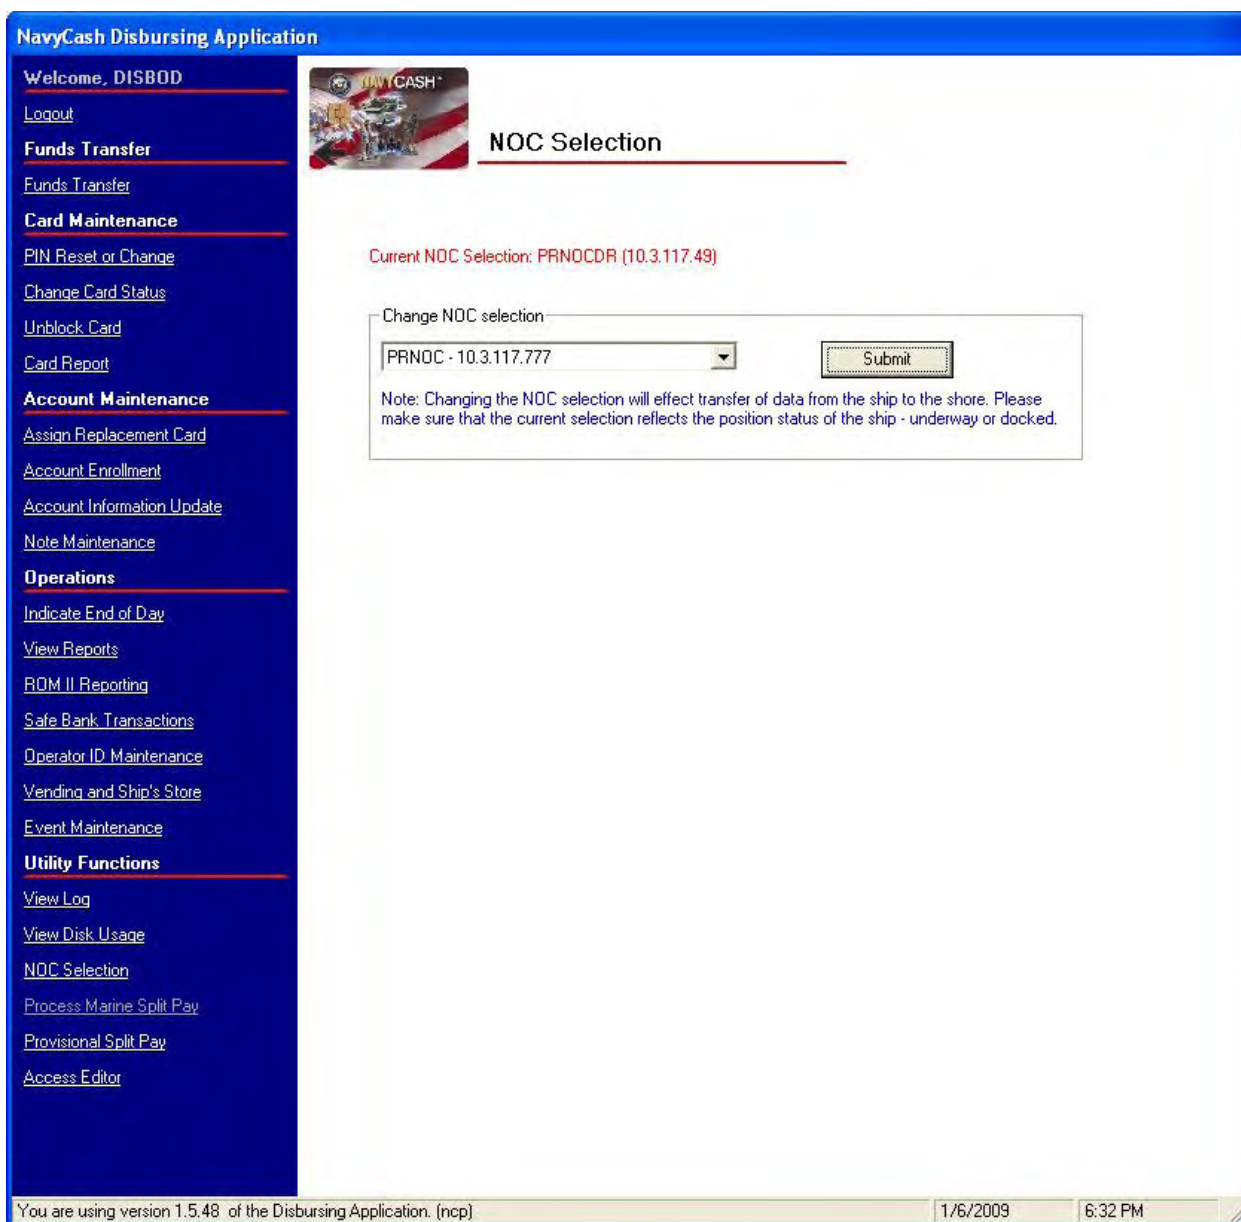 NavyCash Disbursing Application
Welcome, DISBOD
Logout
Funds Transfer
Funds Transfer
Card Maintenance
PIN Reset or Change
Change Card Status
Unblock Card
Card Report
Account Maintenance
Assign Replacement Card
Account Enrollment
Account Information Update
Note Maintenance
Operations
Indicate End of Day
View Reports
ROM II Reporting
Safe Bank Transactions
Operator ID Maintenance
Vending and Ship's Store
Event Maintenance
Utility Functions
View Log
View Disk Usage
NOC Selection
Process Marine Split Pay
Provisional Split Pay
Access Editor
NAVYCASH
NOC Selection
Current NOC Selection: PRNOCDR (10.3.117.49)
Change NOC selection
PRNOC - 10.3.117.777
Submit
Note: Changing the NOC selection will effect transfer of data from the ship to the shore. Please
make sure that the current selection reflects the position status of the ship - underway or docked.
You are using version 1.5.48 of the Disbursing Application. (ncp)
1/6/2009
6:32 PM